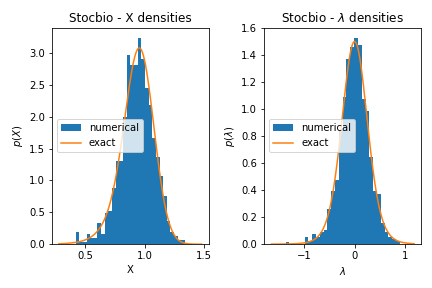 Stocbio - X densities
3.0
2.5
2.0
1.5
1.0
0.5
0.0
p(X)
numerical
exact
0.5
1.0
1.5
X
Stocbio - λ densities
1.6
1.4
1.2
1.0
0.8
0.6
0.4
0.2
0.0
p(λ)
numerical
exact
−1
0
1
λ